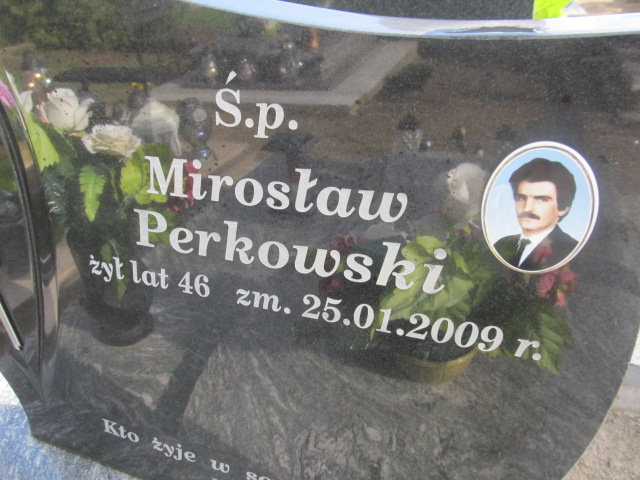 Ś.p.
Mirosław
Perkowski
żył lat 46 zm. 25.01.2009 r.
Kto żyje w